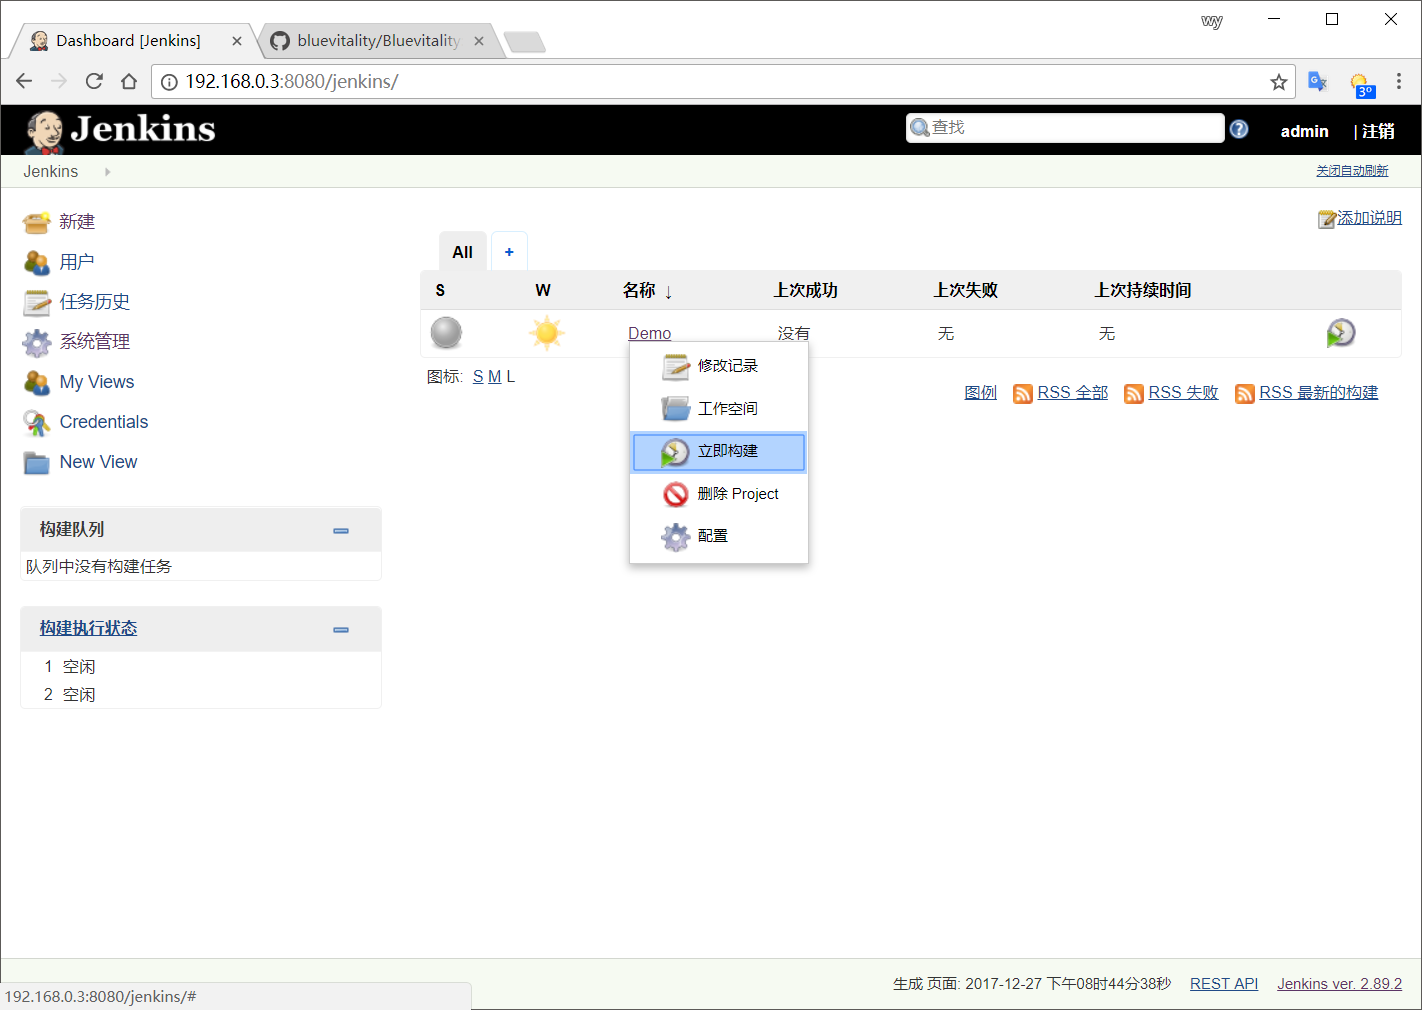 wy
Dashboard [Jenkins]
bluevitality/Bluevitality
192.168.0.3:8080/jenkins/
3°
Jenkins
查找
admin
| 注销
Jenkins
关闭自动刷新
新建
用户
任务历史
系统管理
My Views
Credentials
New View
添加说明
All
+
S W 名称 ↓ 上次成功 上次失败 上次持续时间
Demo 没有 无 无
图标: S M L
修改记录
工作空间
立即构建
删除 Project
配置
图例 RSS 全部 RSS 失败 RSS 最新的构建
构建队列
队列中没有构建任务
构建执行状态
1 空闲
2 空闲
生成 页面: 2017-12-27 下午08时44分38秒 REST API Jenkins ver. 2.89.2
192.168.0.3:8080/jenkins/#